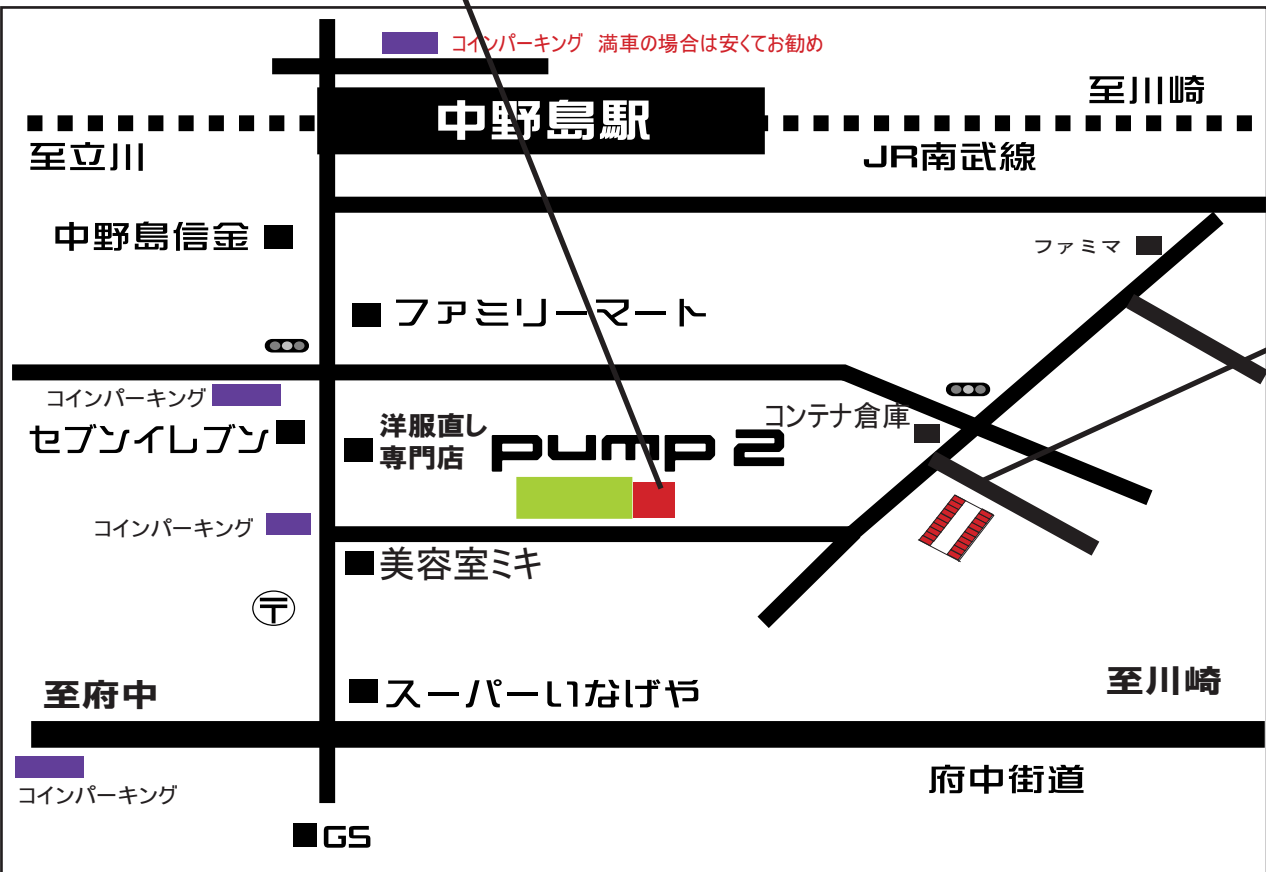 コインパーキング 満車の場合は安くてお勧め
至川崎
中野島駅
至立川
JR南武線
中野島信金
ファミマ
ファミリーマート
コインパーキング
セブンイレブン
洋服直し
専門店
pump 2
コンテナ倉庫
コインパーキング
美容室ミキ
〒
至府中
スーパーいなげや
至川崎
府中街道
コインパーキング
GS